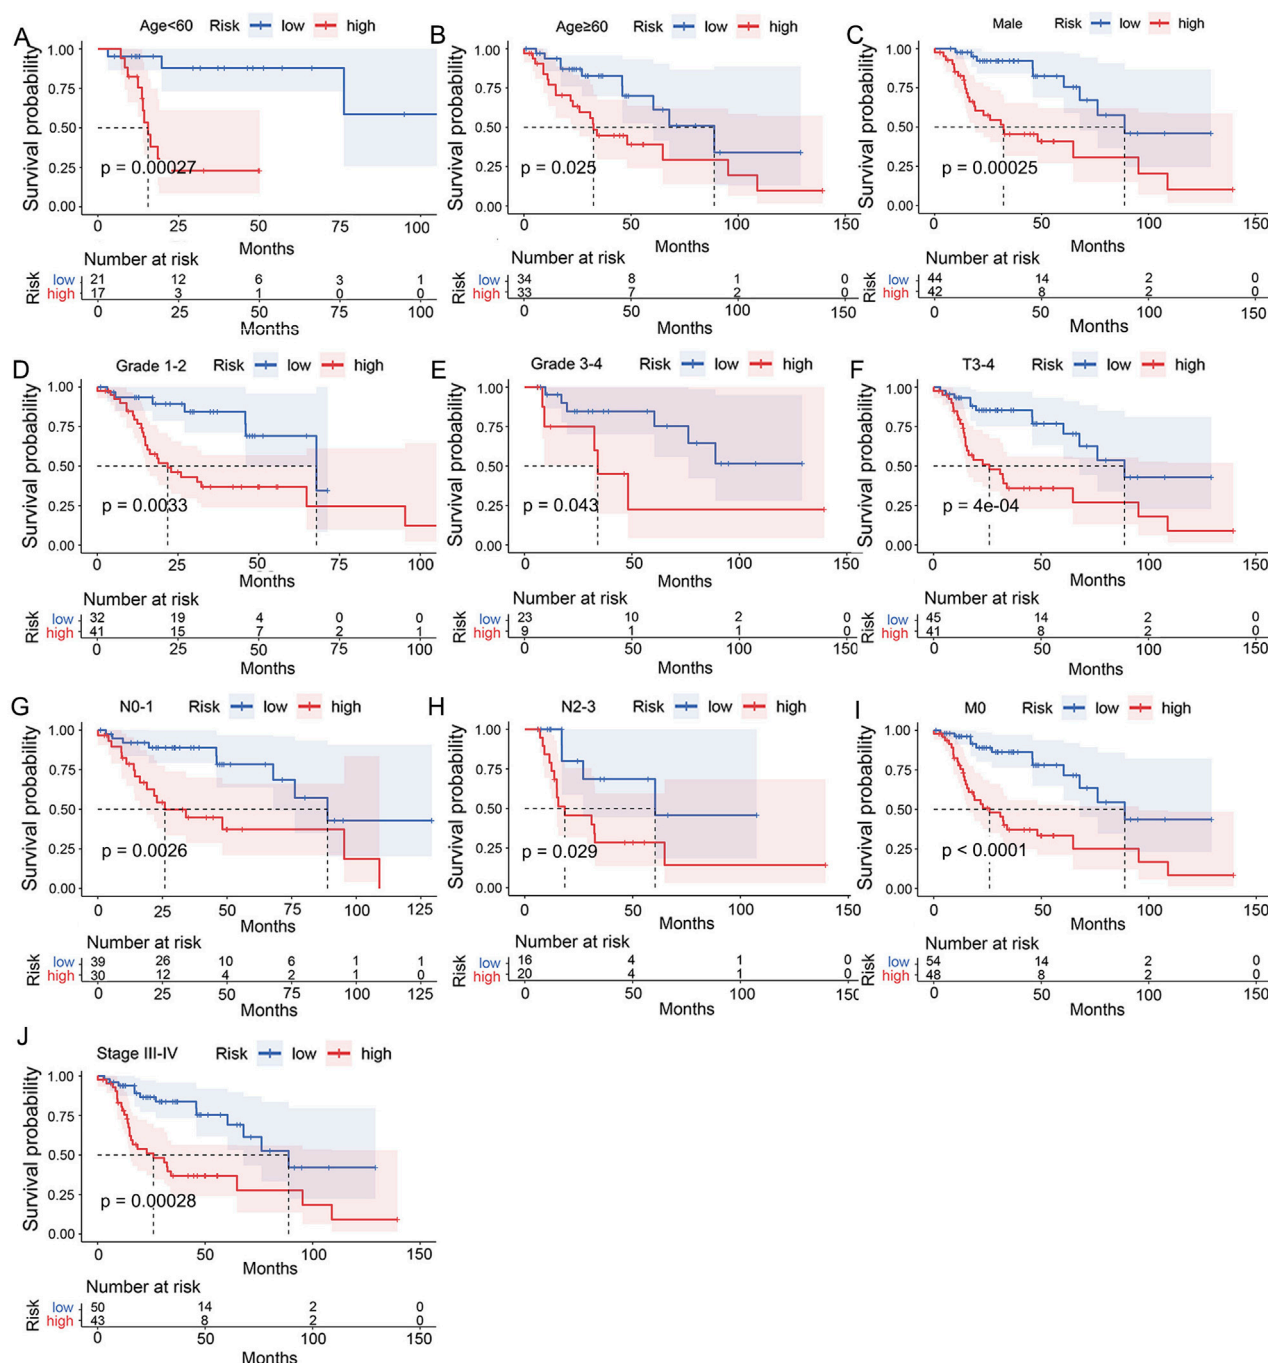 A Age<60 Risk low high
Survival probability
1.00
0.75
0.50
0.25
0.00
p = 0.00027
0 25 50 75 100
Months
Number at risk
Risk
low 21 12 6 3 1
high 17 3 1 0 0
0 25 50 75 100
Months
B Age≥60 Risk low high
Survival probability
1.00
0.75
0.50
0.25
0.00
p = 0.025
0 50 100 150
Months
Number at risk
Risk
low 34 8 1 0
high 33 7 2 0
0 50 100 150
Months
C Male Risk low high
Survival probability
1.00
0.75
0.50
0.25
0.00
p = 0.00025
0 50 100 150
Months
Number at risk
Risk
low 44 14 2 0
high 42 8 2 0
0 50 100 150
Months
D Grade 1-2 Risk low high
Survival probability
1.00
0.75
0.50
0.25
0.00
p = 0.0033
0 25 50 75 100
Months
Number at risk
Risk
low 32 19 4 0 0
high 41 15 7 2 1
0 25 50 75 100
Months
E Grade 3-4 Risk low high
Survival probability
1.00
0.75
0.50
0.25
0.00
p = 0.043
0 50 100 150
Months
Number at risk
Risk
low 23 10 2 0
high 9 1 1 0
0 50 100 150
Months
F T3-4 Risk low high
Survival probability
1.00
0.75
0.50
0.25
0.00
p = 4e-04
0 50 100 150
Months
Number at risk
Risk
low 45 14 2 0
high 41 8 2 0
0 50 100 150
Months
G N0-1 Risk low high
Survival probability
1.00
0.75
0.50
0.25
0.00
p = 0.0026
0 25 50 75 100 125
Months
Number at risk
Risk
low 39 26 10 6 1 1
high 30 12 4 2 1 0
0 25 50 75 100 125
Months
H N2-3 Risk low high
Survival probability
1.00
0.75
0.50
0.25
0.00
p = 0.029
0 50 100 150
Months
Number at risk
Risk
low 16 4 1 0
high 20 4 1 0
0 50 100 150
Months
I M0 Risk low high
Survival probability
1.00
0.75
0.50
0.25
0.00
p < 0.0001
0 50 100 150
Months
Number at risk
Risk
low 54 14 2 0
high 48 8 2 0
0 50 100 150
Months
J Stage III-IV Risk low high
Survival probability
1.00
0.75
0.50
0.25
0.00
p = 0.00028
0 50 100 150
Months
Number at risk
Risk
low 50 14 2 0
high 43 8 2 0
0 50 100 150
Months